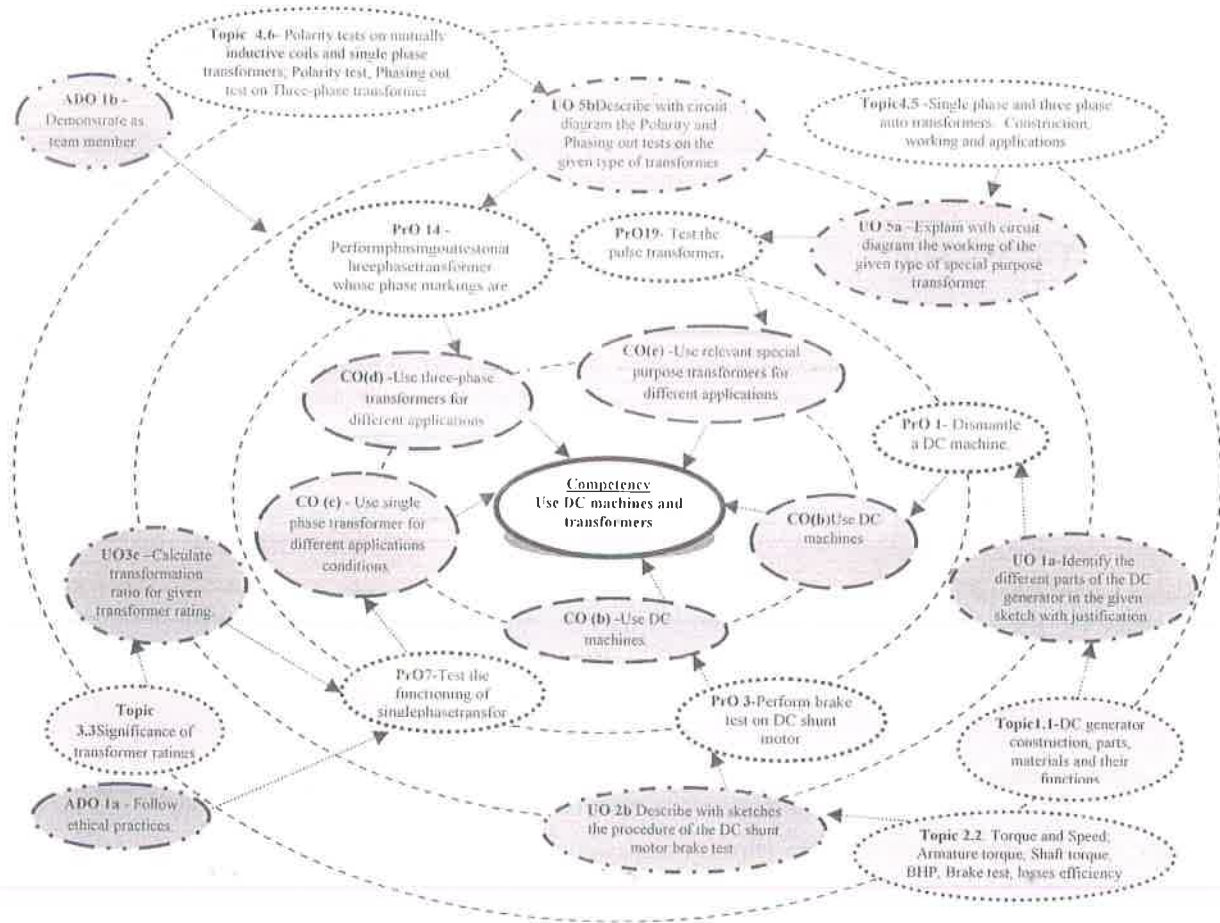 Topic 4.6- Polarity tests on mutually
inductive coils and single phase
transformers; Polarity test, Phasing out
test on Three-phase transformer
ADO 1b -
Demonstrate as
team member
UO 5bDescribe with circuit
diagram the Polarity and
Phasing out tests on the
given type of transformer
Topic4.5 -Single phase and three phase
auto transformers. Construction,
working and applications
PrO 14 -
Performphasingouttestonat
hreephasetransformer
whose phase markings are
PrO19- Test the
pulse transformer.
UO 5a –Explain with circuit
diagram the working of the
given type of special purpose
transformer
CO(d) -Use three-phase
transformers for
different applications
CO(e) -Use relevant special
purpose transformers for
different applications
PrO 1- Dismantle
a DC machine.
Competency
Use DC machines and
transformers
CO (c) - Use single
phase transformer for
different applications
conditions
CO(b)Use DC
machines
UO3c –Calculate
transformation
ratio for given
transformer rating.
UO 1a-Identify the
different parts of the DC
generator in the given
sketch with justification
CO (b) -Use DC
machines.
PrO7-Test the
functioning of
singlephasetransfor
PrO 3-Perform brake
test on DC shunt
motor
Topic
3.3Significance of
transformer ratings
Topic1.1-DC generator
construction, parts,
materials and their
functions
ADO 1a - Follow
ethical practices
UO 2b Describe with sketches
the procedure of the DC shunt
motor brake test
Topic 2.2. Torque and Speed;
Armature torque, Shaft torque,
BHP, Brake test, losses efficiency